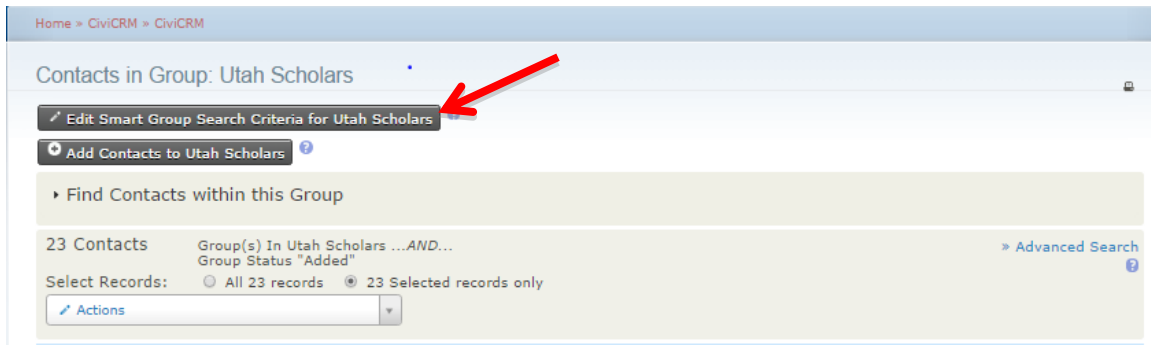 Home » CiviCRM » CiviCRM
Contacts in Group: Utah Scholars
Edit Smart Group Search Criteria for Utah Scholars
Add Contacts to Utah Scholars ?
Find Contacts within this Group
23 Contacts Group(s) In Utah Scholars ...AND... » Advanced Search
Group Status "Added" ?
Select Records: All 23 records 23 Selected records only
Actions